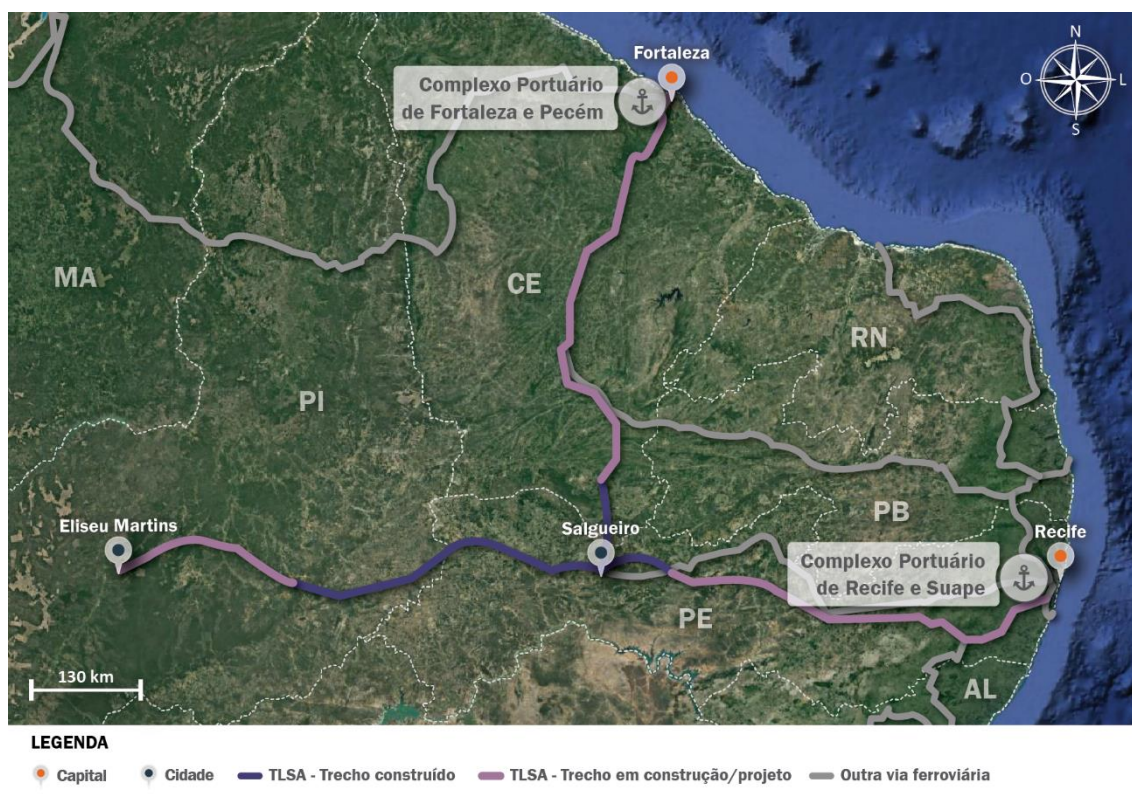 Fortaleza
N
O
L
S
Complexo Portuário
de Fortaleza e Pecém
MA
CE
RN
PI
Eliseu Martins
Salgueiro
PB
Recife
Complexo Portuário
de Recife e Suape
PE
AL
130 km
LEGENDA
Capital
Cidade
TLSA - Trecho construído
TLSA - Trecho em construção/projeto
Outra via ferroviária